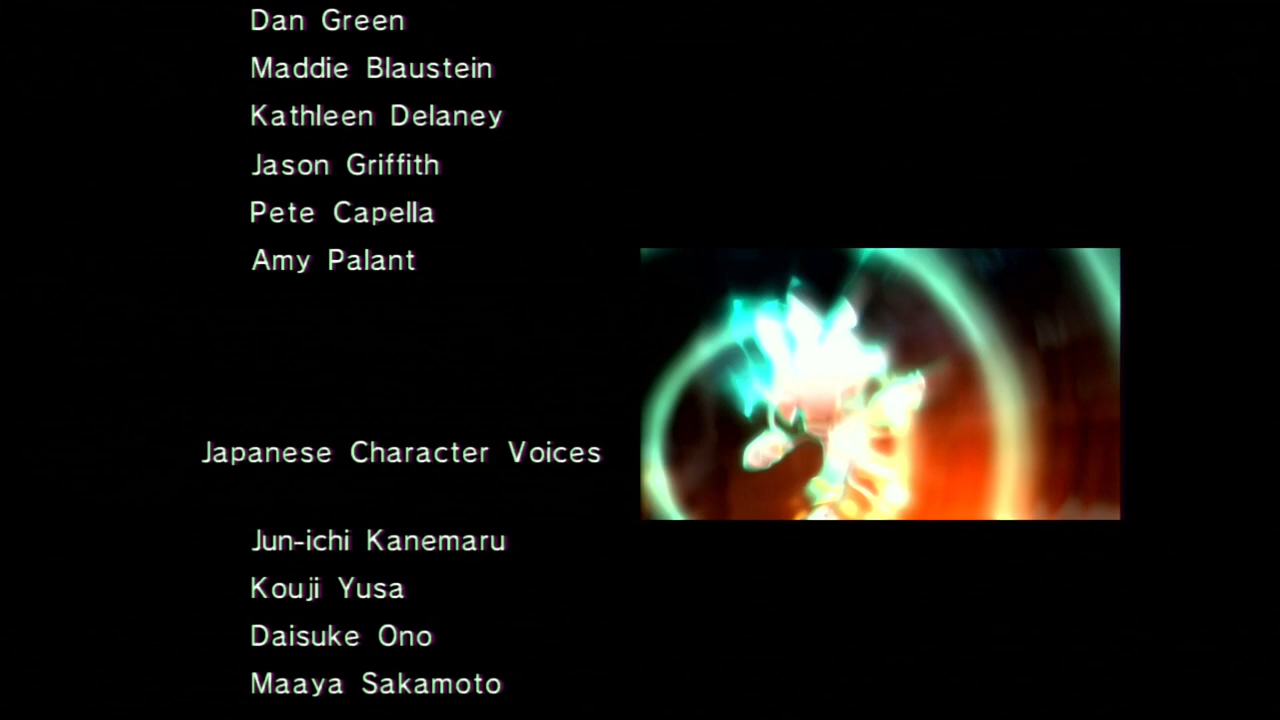 Dan Green
Maddie Blaustein
Kathleen Delaney
Jason Griffith
Pete Capella
Amy Palant
Japanese Character Voices
Jun-ichi Kanemaru
Kouji Yusa
Daisuke Ono
Maaya Sakamoto